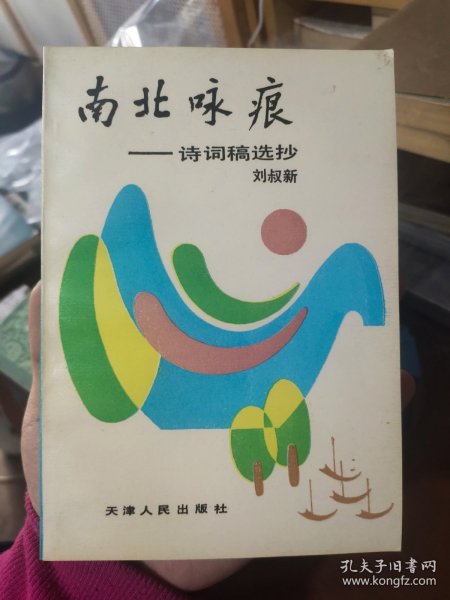 南北咏痕
——诗词稿选抄
刘叔新
天津人民出版社
孔夫子旧书网
www.kongfz.com